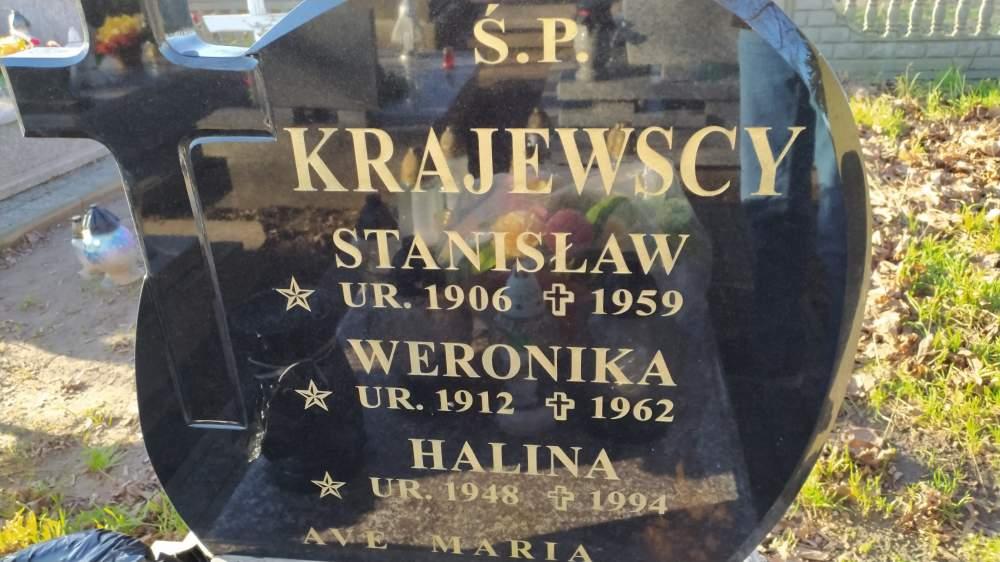 Ś.P.
KRAJEWSCY
STANISŁAW
UR. 1906 1959
WERONIKA
UR. 1912 1962
HALINA
UR. 1948 1994
AVE MARIA